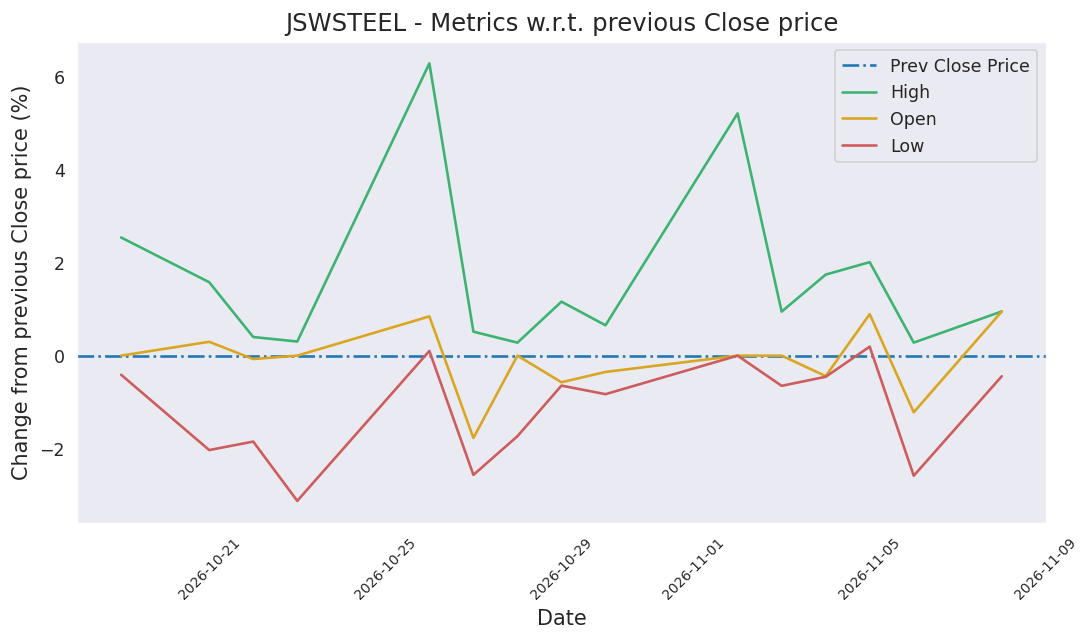 JSWSTEEL - Metrics w.r.t. previous Close price
Change from previous Close price (%)
6
4
2
0
−2
Prev Close Price
High
Open
Low
2026-10-21
2026-10-25
2026-10-29
2026-11-01
2026-11-05
2026-11-09
Date